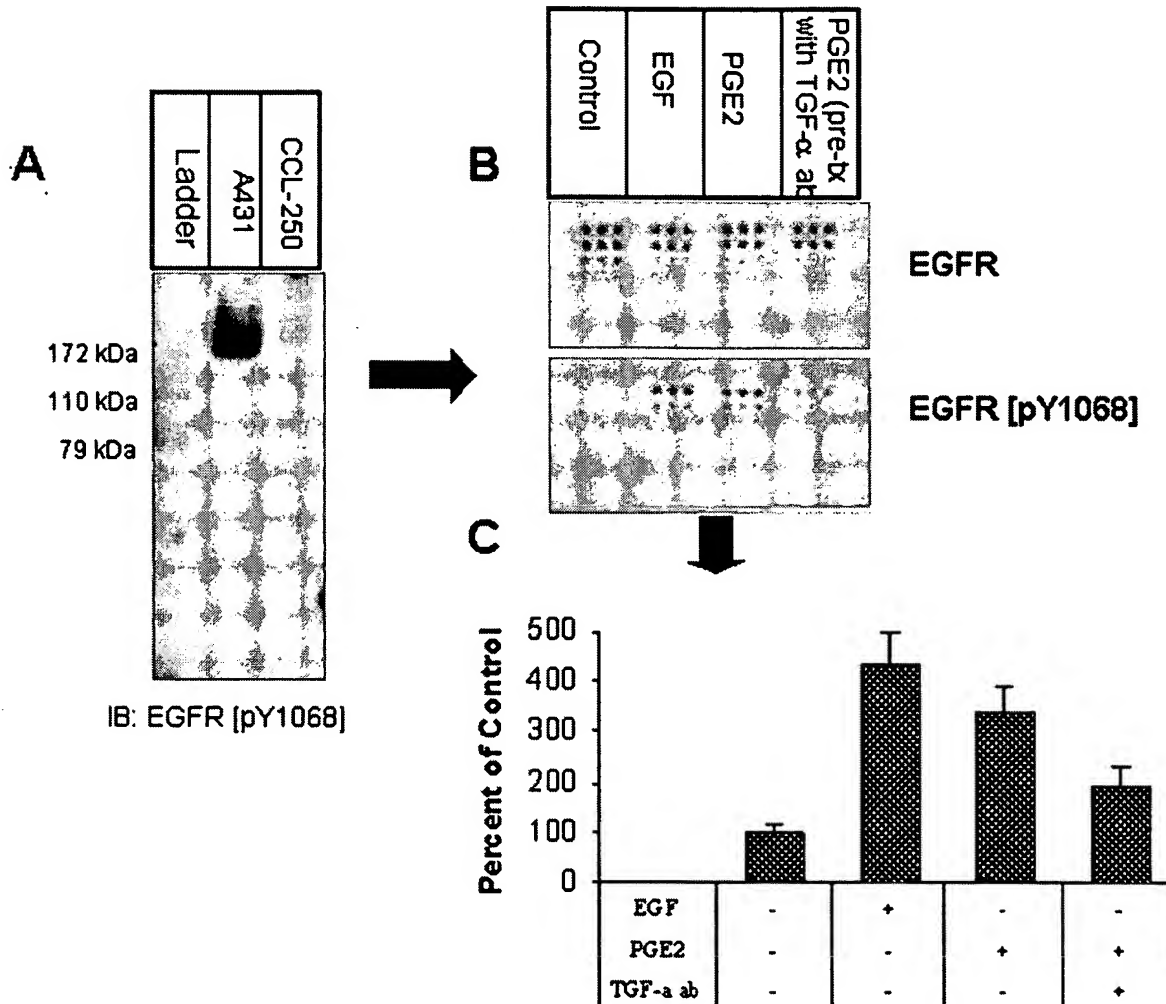 A
Ladder
A431
CCL-250
172 kDa
110 kDa
79 kDa
IB: EGFR [pY1068]
B
Control
EGF
PGE2
PGE2 (pre-tx
with TGF-α ab
EGFR
EGFR [pY1068]
C
Percent of Control
500
400
300
200
100
0
EGF - + - -
PGE2 - - + +
TGF-a ab - - - +